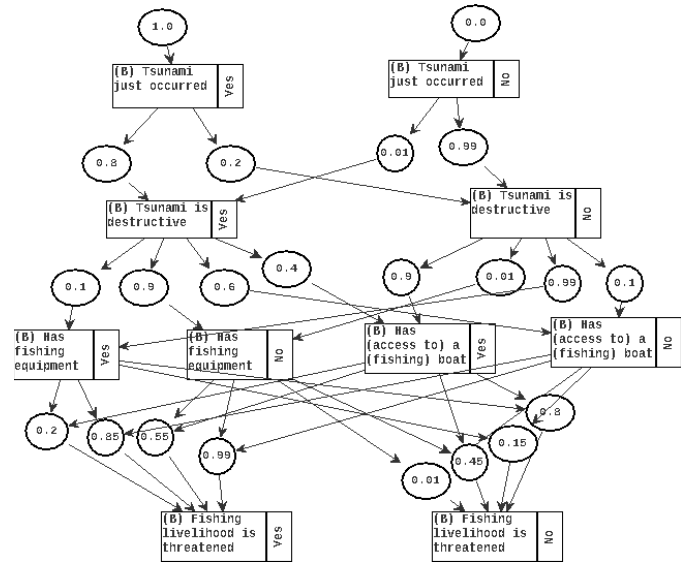 1.0
0.0
(B) Tsunami
just occurred
Yes
(B) Tsunami
just occurred
No
0.8
0.2
0.01
0.99
(B) Tsunami is
destructive
Yes
(B) Tsunami is
destructive
No
0.1
0.9
0.6
0.4
0.9
0.01
0.99
0.1
(B) Has
fishing
equipment
Yes
(B) Has
fishing
equipment
No
(B) Has
(access to) a
(fishing) boat
Yes
(B) Has
(access to) a
(fishing) boat
No
0.2
0.85
0.55
0.99
0.01
0.45
0.15
0.8
(B) Fishing
livelihood is
threatened
Yes
(B) Fishing
livelihood is
threatened
No